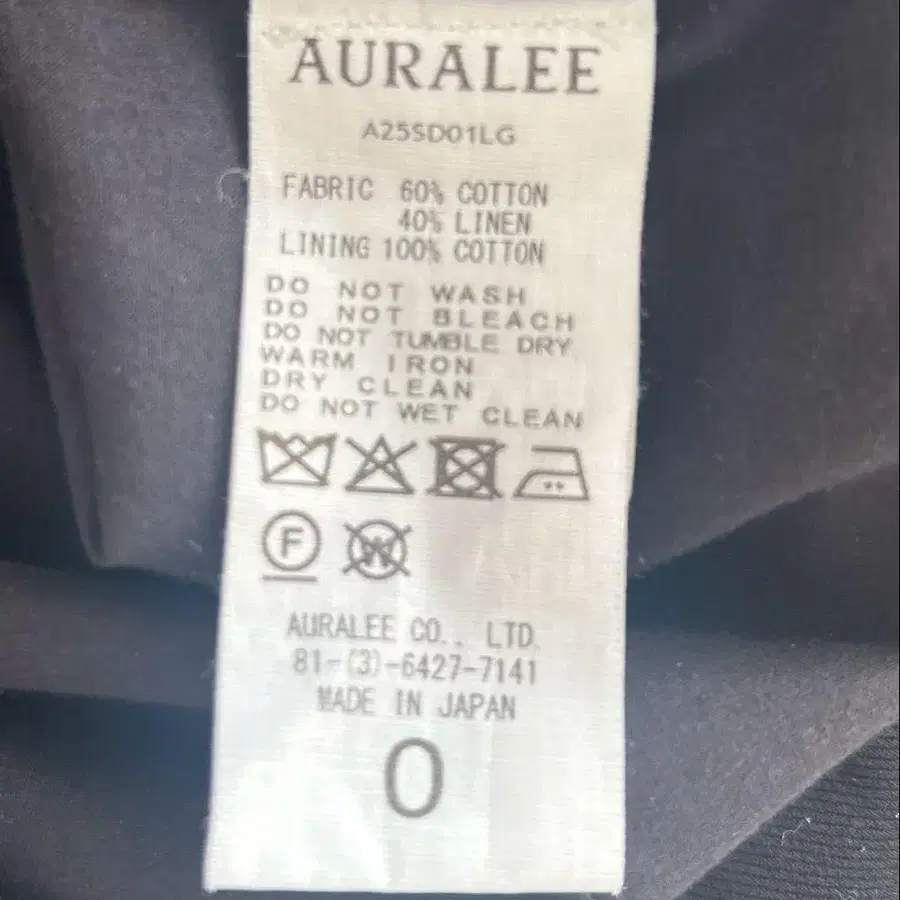 AURALEE
A25SD01LG
FABRIC 60% COTTON
40% LINEN
LINING 100% COTTON
DO NOT WASH
DO NOT BLEACH
DO NOT TUMBLE DRY
WARM IRON
DRY CLEAN
DO NOT WET CLEAN
F W
AURALEE CO., LTD.
81-(3)-6427-7141
MADE IN JAPAN
0